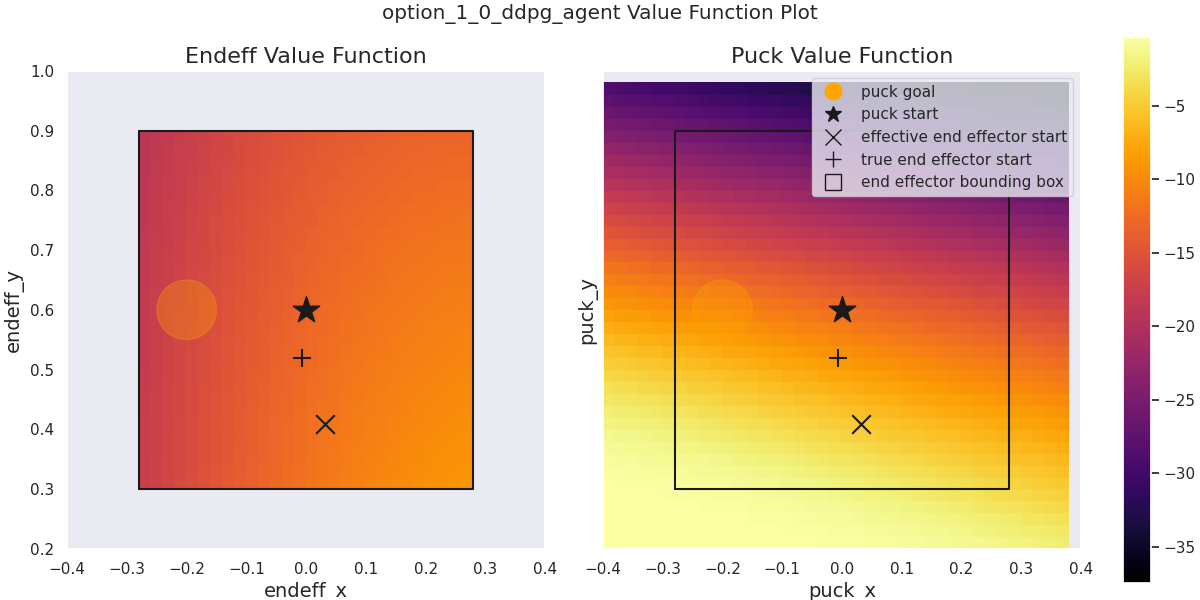 option_1_0_ddpg_agent Value Function Plot
Endeff Value Function
1.0
0.9
0.8
0.7
0.6
0.5
0.4
0.3
0.2
endeff_y
−0.4 −0.3 −0.2 −0.1 0.0 0.1 0.2 0.3 0.4
endeff_x
Puck Value Function
puck goal
puck start
effective end effector start
true end effector start
end effector bounding box
puck_y
−0.4 −0.3 −0.2 −0.1 0.0 0.1 0.2 0.3 0.4
puck_x
−5
−10
−15
−20
−25
−30
−35